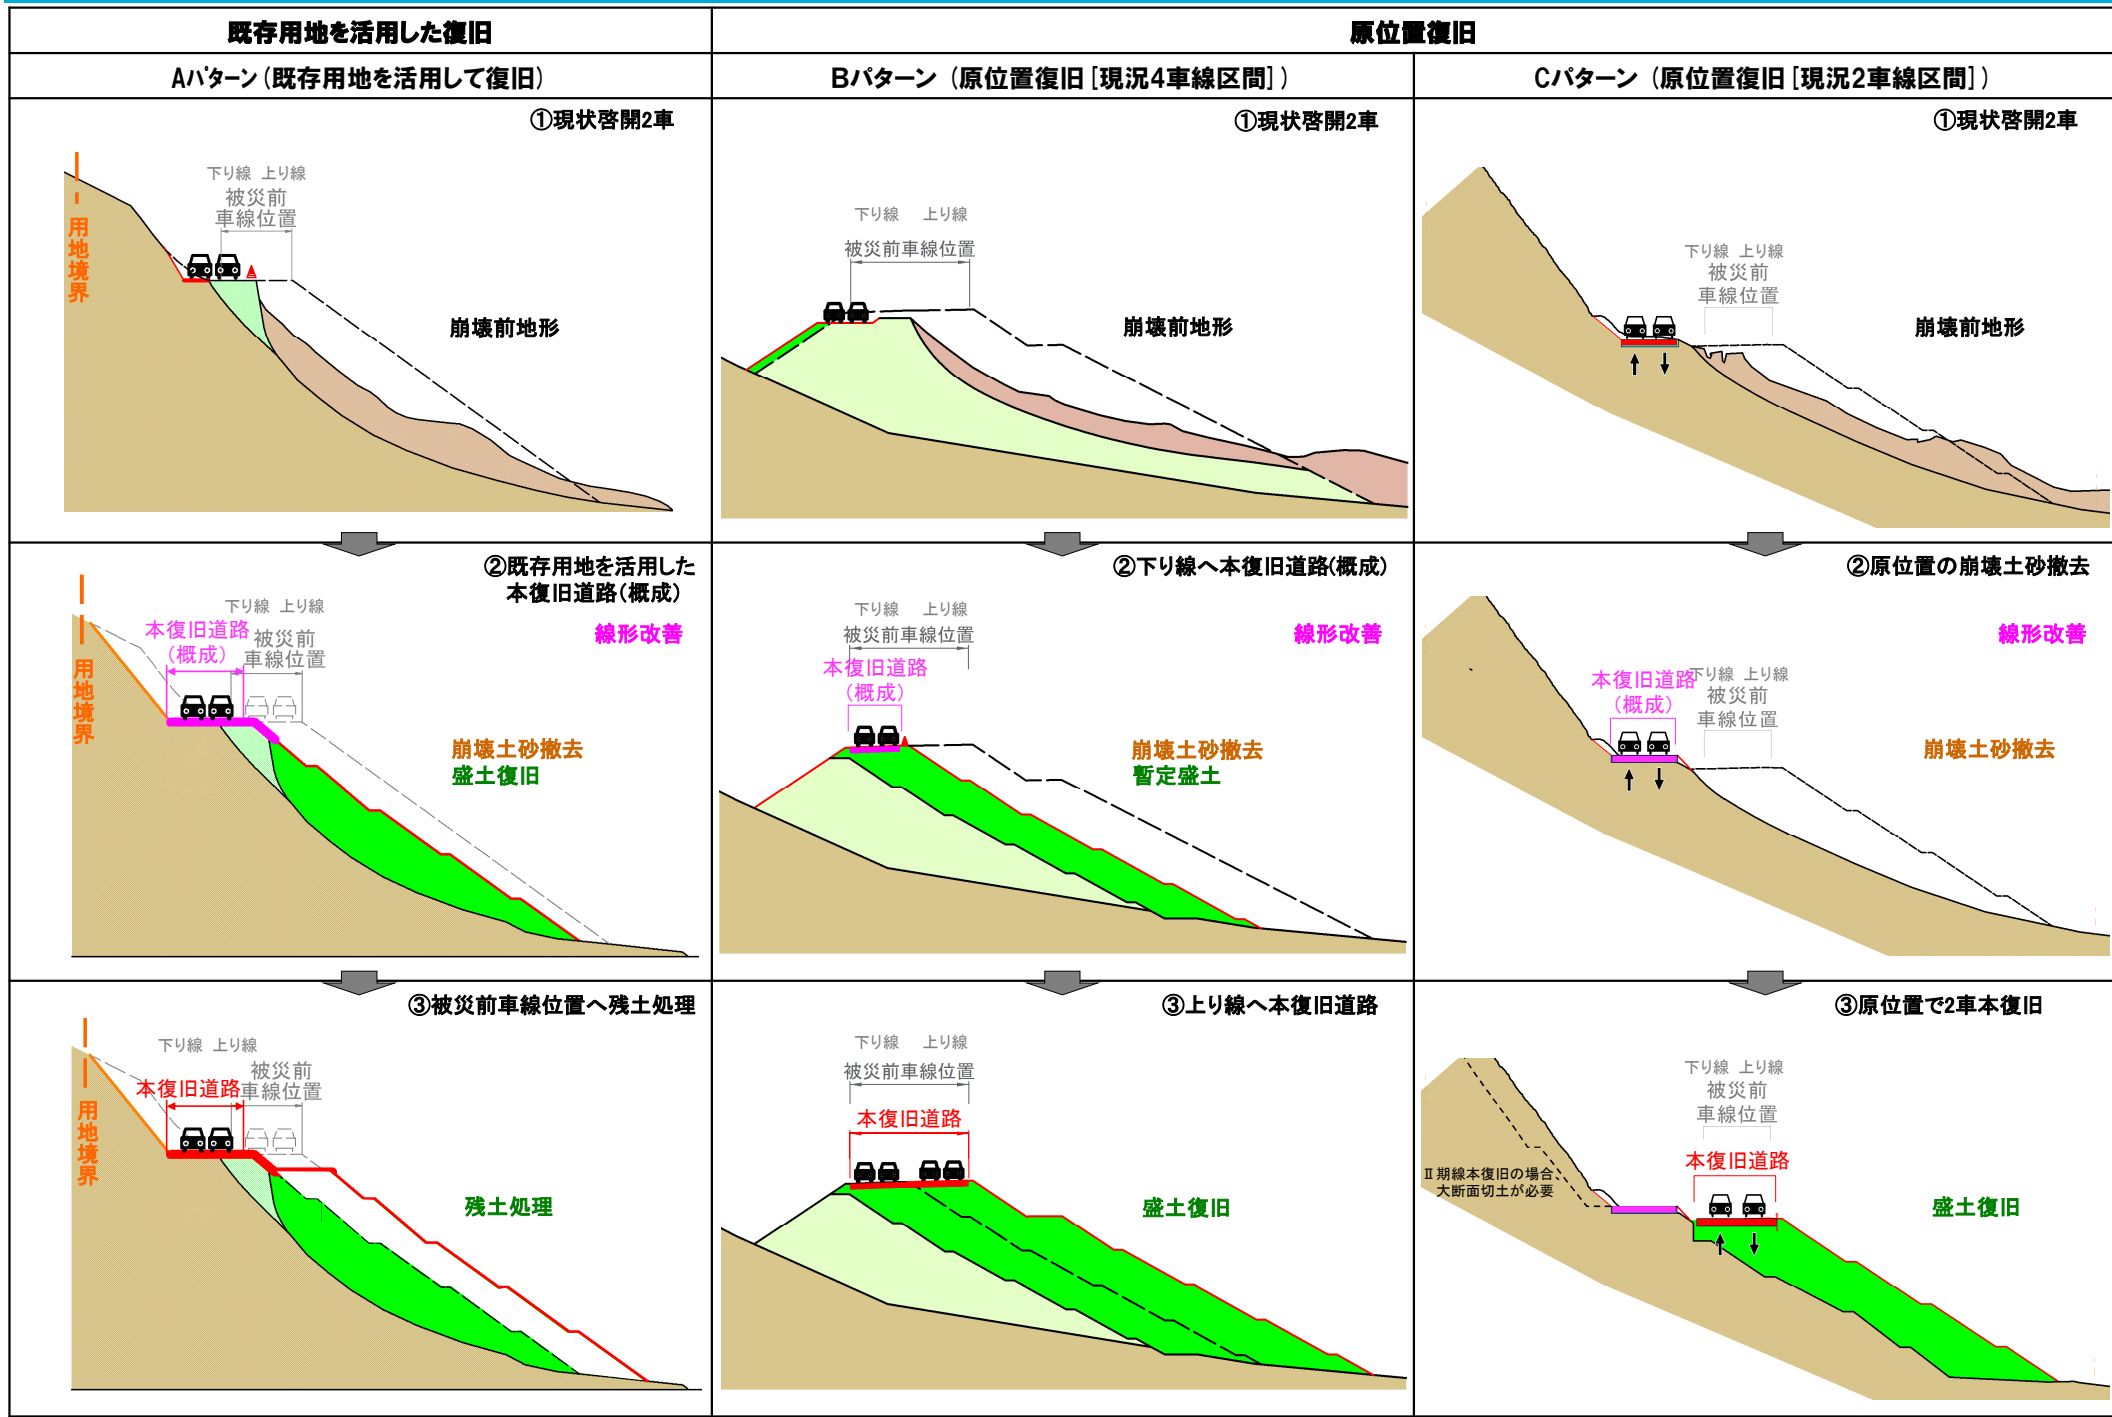 既存用地を活用した復旧
原位置復旧
Aパターン(既存用地を活用して復旧)
Bパターン (原位置復旧[現況4車線区間])
Cパターン (原位置復旧[現況2車線区間])
①現状啓開2車
下り線 上り線
被災前
車線位置
用地境界
崩壊前地形
①現状啓開2車
下り線 上り線
被災前車線位置
崩壊前地形
①現状啓開2車
下り線 上り線
被災前
車線位置
崩壊前地形
②既存用地を活用した
本復旧道路(概成)
線形改善
下り線 上り線
本復旧道路
(概成)
被災前
車線位置
用地境界
崩壊土砂撤去
盛土復旧
②下り線へ本復旧道路(概成)
線形改善
下り線 上り線
被災前車線位置
本復旧道路
(概成)
崩壊土砂撤去
暫定盛土
②原位置の崩壊土砂撤去
線形改善
本復旧道路
(概成)
下り線 上り線
被災前
車線位置
崩壊土砂撤去
③被災前車線位置へ残土処理
下り線 上り線
被災前
車線位置
本復旧道路
用地境界
残土処理
③上り線へ本復旧道路
下り線 上り線
被災前車線位置
本復旧道路
盛土復旧
③原位置で2車本復旧
下り線 上り線
被災前
車線位置
本復旧道路
Ⅱ期線本復旧の場合、
大断面切土が必要
盛土復旧